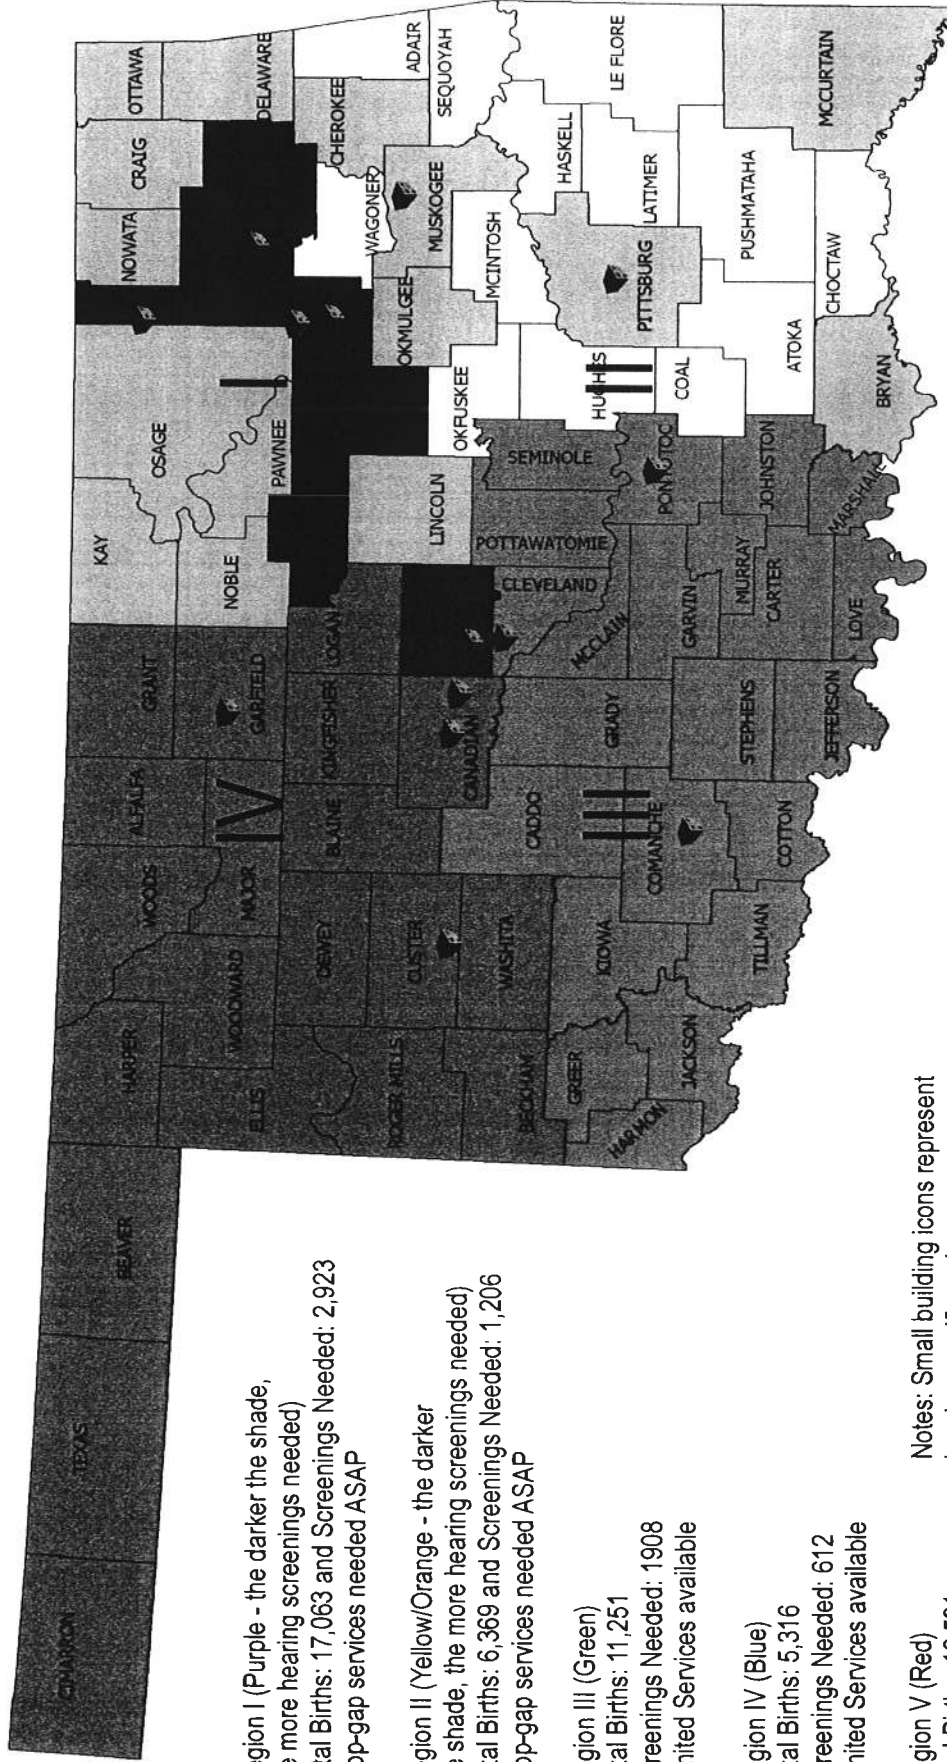 CIMARRON
TEXAS
BEAVER
HARPER
WOODS
ALFALFA
GRANT
KAY
OSAGE
NOWATA
CRAIG
OTTAWA
ELLIS
WOODWARD
MAJOR
IV
GARFIELD
NOBLE
PAWNEE
I
DELAWARE
ROGER MILLS
DEWEY
BLAINE
KINGFISHER
LOGAN
LINCOLN
CUSTER
CANADIAN
OKMULGEE
WAGONER
CHEROKEE
ADAIR
BECKHAM
WASHITA
CADDO
CLEVELAND
POTTAWATOMIE
SEMINOLE
OKFUSKEE
MUSKOGEE
SEQUOYAH
MCINTOSH
HARMON
GREER
KIOWA
III
COMANCHE
GRADY
MCCLAIN
GARVIN
PONTOTOC
HUGHES
II
PITTSBURG
HASKELL
LE FLORE
LATIMER
JACKSON
TILLMAN
COTTON
STEPHENS
MURRAY
CARTER
JOHNSTON
COAL
ATOKA
PUSHMATAHA
MCCURTAIN
JEFFERSON
LOVE
MARSHALL
BRYAN
CHOCTAW
egion I (Purple - the darker the shade,
e more hearing screenings needed)
tal Births: 17,063 and Screenings Needed: 2,923
op-gap services needed ASAP
gion II (Yellow/Orange - the darker
e shade, the more hearing screenings needed)
tal Births: 6,369 and Screenings Needed: 1,206
op-gap services needed ASAP
gion III (Green)
tal Births: 11,251
reenings Needed: 1908
mited Services available
gion IV (Blue)
tal Births: 5,316
reenings Needed: 612
nited Services available
gion V (Red)
Notes: Small building icons represent